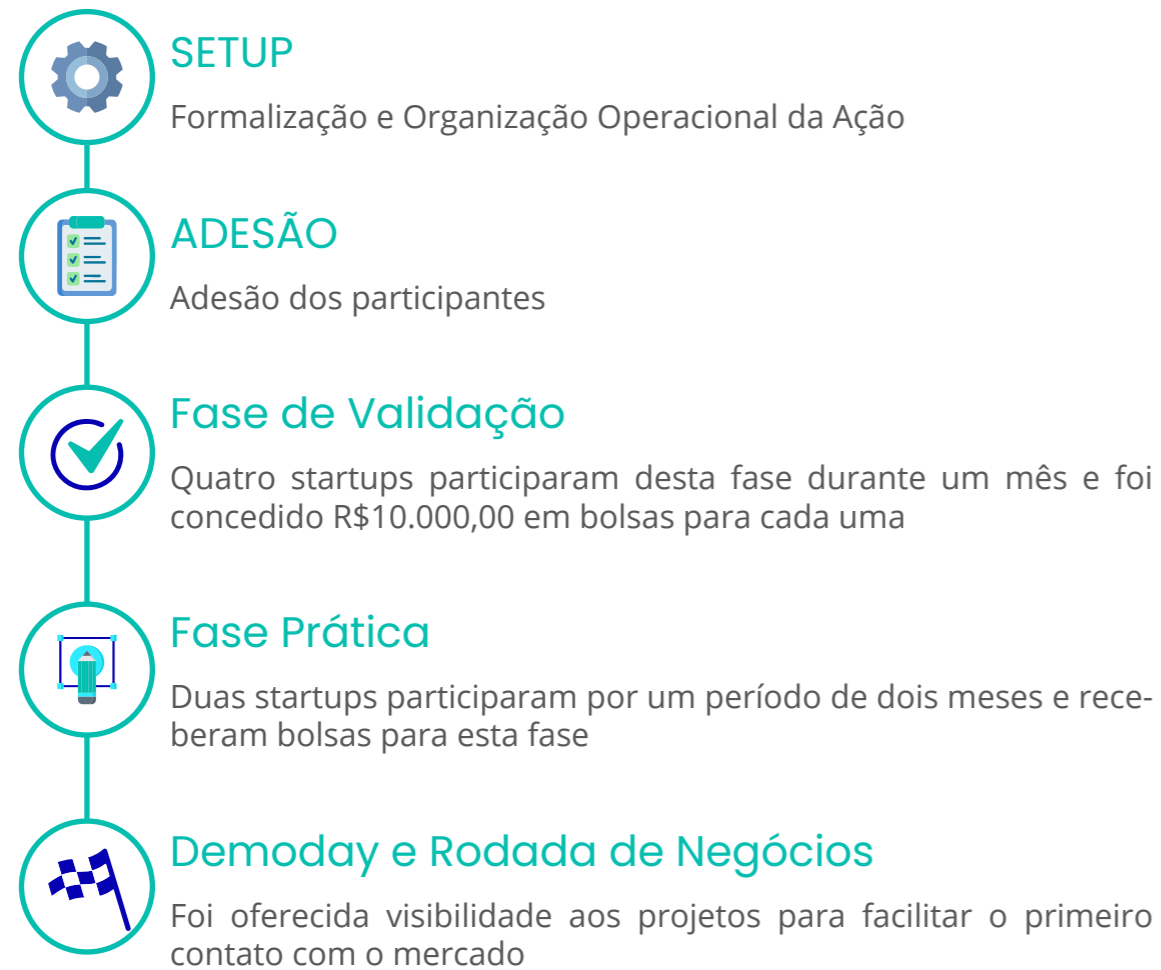 SETUP
Formalização e Organização Operacional da Ação
ADESÃO
Adesão dos participantes
Fase de Validação
Quatro startups participaram desta fase durante um mês e foi
concedido R$10.000,00 em bolsas para cada uma
Fase Prática
Duas startups participaram por um período de dois meses e rece-
beram bolsas para esta fase
Demoday e Rodada de Negócios
Foi oferecida visibilidade aos projetos para facilitar o primeiro
contato com o mercado